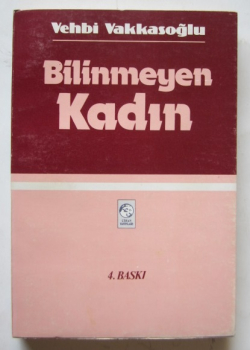 Vehbi Vakkasoğlu
Bilinmeyen
Kadın
4. BASKI